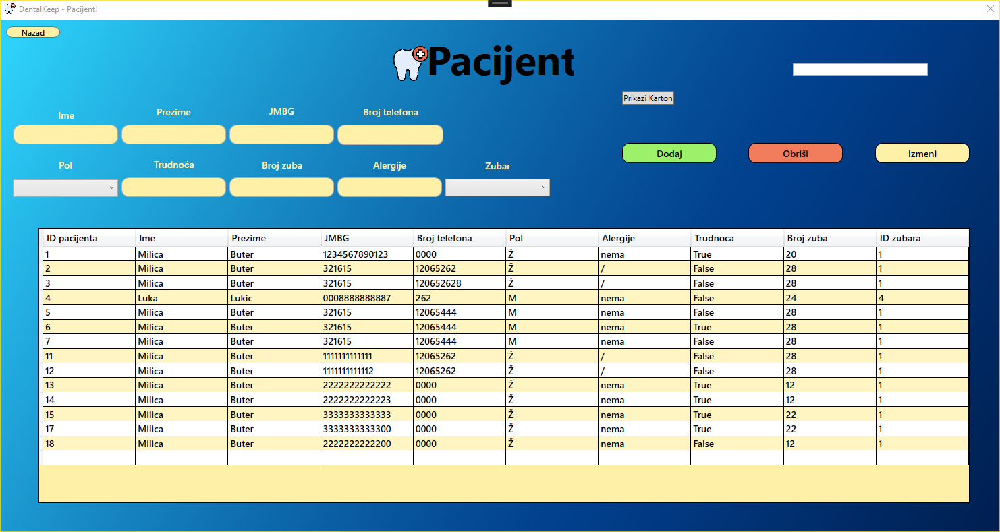 DentalKeep - Pacijenti
Nazad
Pacijent
Prikazi Karton
Ime Prezime JMBG Broj telefona
Dodaj Obriši Izmeni
Pol Trudnoća Broj zuba Alergije Zubar
ID pacijenta Ime Prezime JMBG Broj telefona Pol Alergije Trudnoca Broj zuba ID zubara
1 Milica Buter 1234567890123 0000 Ž nema True 20 1
2 Milica Buter 321615 12065262 Ž / False 28 1
3 Milica Buter 321615 120652628 Ž / False 28 1
4 Luka Lukic 0008888888887 262 M nema False 24 4
5 Milica Buter 321615 12065444 M nema False 28 1
6 Milica Buter 321615 12065444 M nema True 28 1
7 Milica Buter 321615 12065444 M nema False 28 1
11 Milica Buter 1111111111111 12065262 Ž / False 28 1
12 Milica Buter 1111111111112 12065262 Ž / False 28 1
13 Milica Buter 2222222222222 0000 Ž nema True 12 1
14 Milica Buter 2222222222223 0000 Ž nema True 12 1
15 Milica Buter 3333333333333 0000 Ž nema True 22 1
17 Milica Buter 3333333333300 0000 Ž nema True 22 1
18 Milica Buter 2222222222200 0000 Ž nema False 12 1